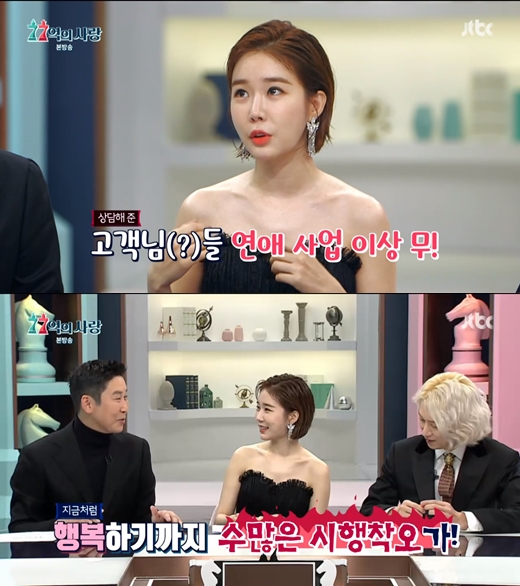 77억의 사랑
본방송
jtbc
상담해 준
고객님(?)들 연애 사업 이상 무!
77억의 사랑
본방송
jtbc
지금처럼
행복하기까지 수많은 시행착오가!